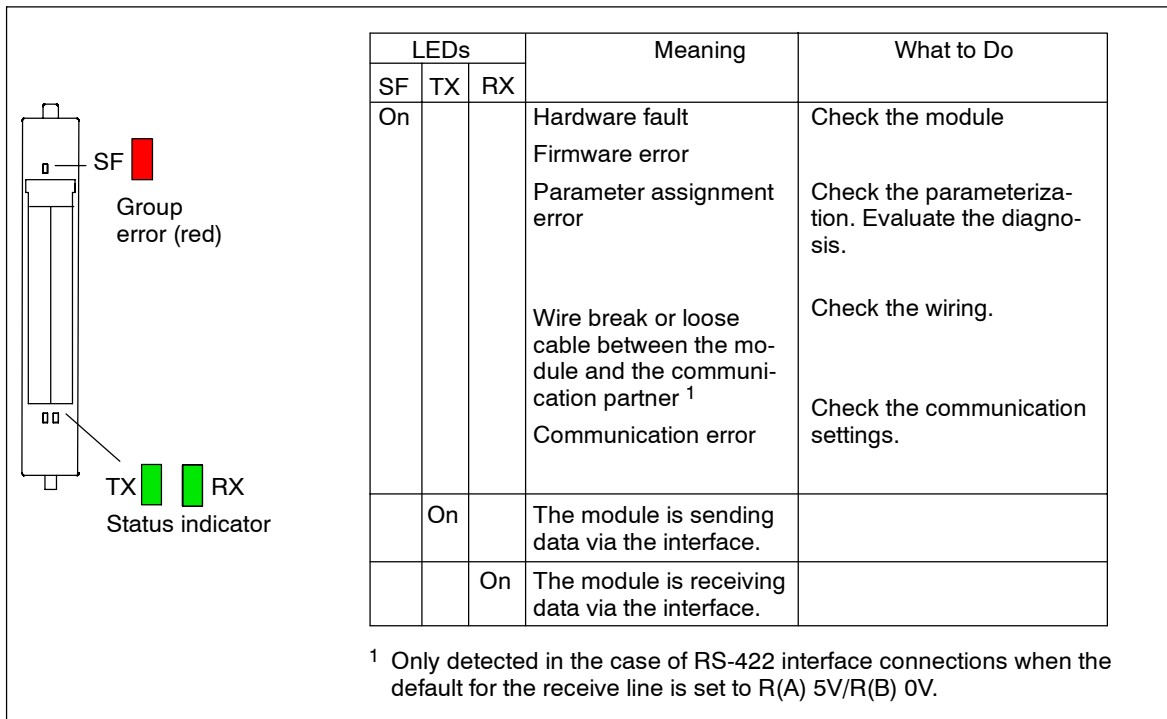 SF
Group
error (red)
TX
RX
Status indicator
LEDs
Meaning
What to Do
SF
TX
RX
On
Hardware fault
Check the module
Firmware error
Parameter assignment
error
Check the parameteriza-
tion. Evaluate the diagno-
sis.
Wire break or loose
cable between the mo-
dule and the communi-
cation partner 1
Check the wiring.
Communication error
Check the communication
settings.
On
The module is sending
data via the interface.
On
The module is receiving
data via the interface.
1 Only detected in the case of RS-422 interface connections when the
default for the receive line is set to R(A) 5V/R(B) 0V.